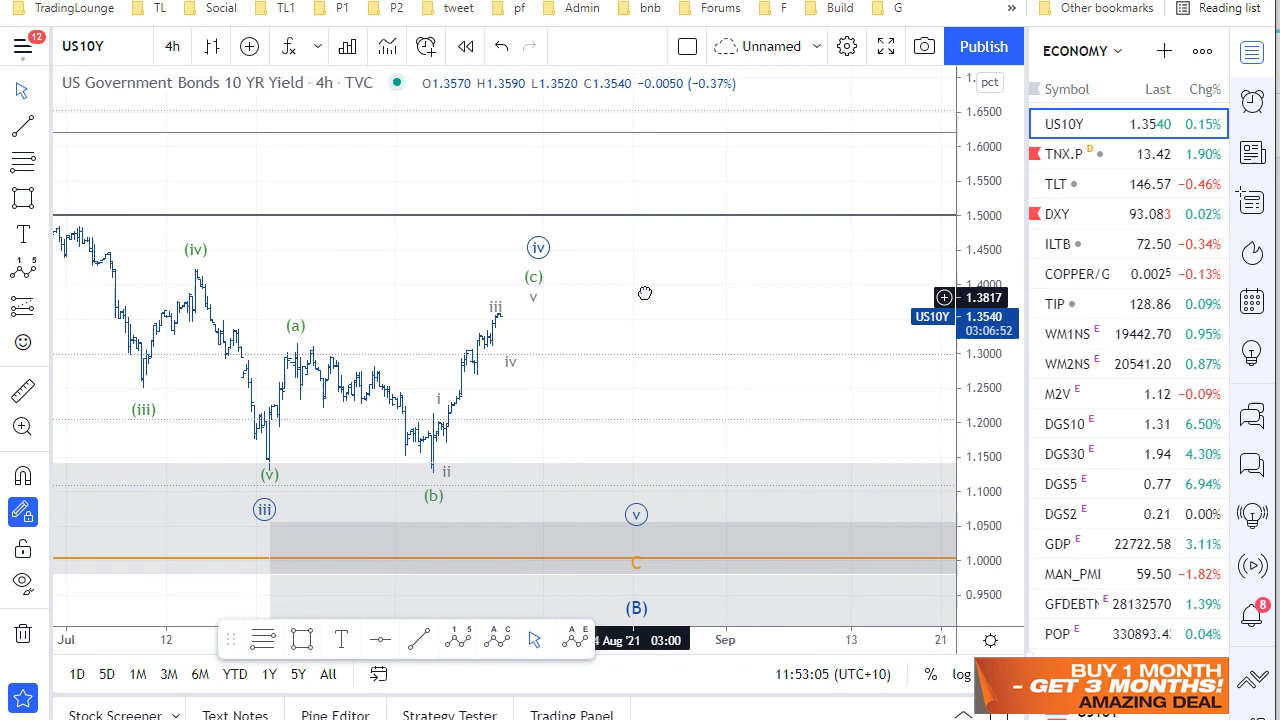 TradingLounge TL Social TL1 P1 P2 tweet pf Admin bnb Forums F Build G » Other bookmarks Reading list
12
US10Y 4h Unnamed Publish ECONOMY
US Government Bonds 10 YR Yield · 4h · TVC O1.3570 H1.3590 L1.3520 C1.3540 −0.0050 (−0.37%)
pct
Symbol Last Chg%
US10Y 1.3540 0.15%
TNX.P D 13.42 1.90%
TLT 146.57 −0.46%
DXY 93.083 0.02%
ILTB 72.50 −0.34%
COPPER/G 0.0025 −0.13%
TIP 128.86 0.09%
WM1NS E 19442.70 0.95%
WM2NS E 20541.20 0.87%
M2V E 1.12 −0.09%
DGS10 E 1.31 6.50%
DGS30 E 1.94 4.30%
DGS5 E 0.77 6.94%
DGS2 E 0.21 0.00%
GDP E 22722.58 3.11%
MAN_PMI 59.50 −1.82%
GFDEBTN E 28132570 1.39%
POP E 330893.4 0.04%
8
1.6500
1.6000
1.5500
1.5000
1.4500
1.4000
1.3817
US10Y 1.3540
03:06:52
1.3000
1.2500
1.2000
1.1500
1.1000
1.0500
1.0000
0.9500
(iv)
iv
(c)
v
iii
(a)
iv
i
(iii)
ii
(v)
(b)
iii
v
C
(B)
Jul 12 4 Aug '21 03:00 Sep 13 21
1D 5D 1M 3M 6M YTD 1Y 5Y All 11:53:05 (UTC+10) % log
BUY 1 MONTH
- GET 3 MONTHS!
AMAZING DEAL
Stock Screener Text Notes Pine Editor Strategy Tester Trading Panel